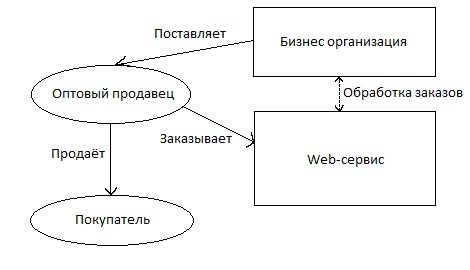 Поставляет
Бизнес организация
Оптовый продавец
Обработка заказов
Продаёт
Заказывает
Web-сервис
Покупатель